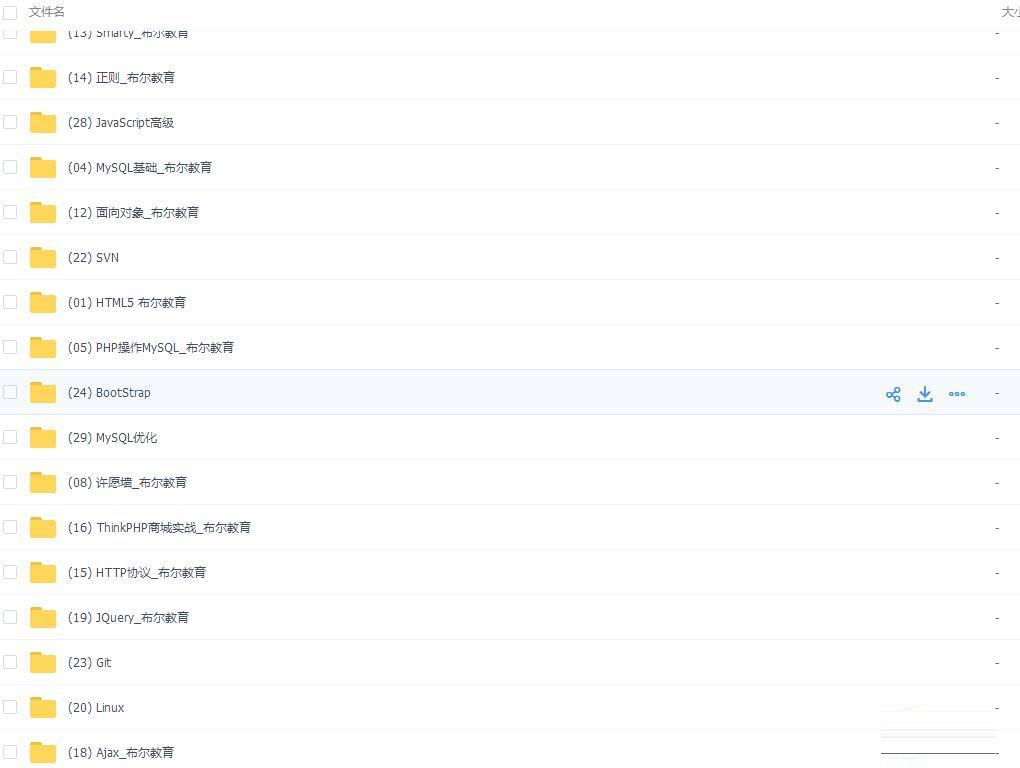 文件名
大小
(13) Smarty_布尔教育
-
(14) 正则_布尔教育
-
(28) JavaScript高级
-
(04) MySQL基础_布尔教育
-
(12) 面向对象_布尔教育
-
(22) SVN
-
(01) HTML5 布尔教育
-
(05) PHP操作MySQL_布尔教育
-
(24) BootStrap
-
(29) MySQL优化
-
(08) 许愿墙_布尔教育
-
(16) ThinkPHP商城实战_布尔教育
-
(15) HTTP协议_布尔教育
-
(19) JQuery_布尔教育
-
(23) Git
-
(20) Linux
-
(18) Ajax_布尔教育